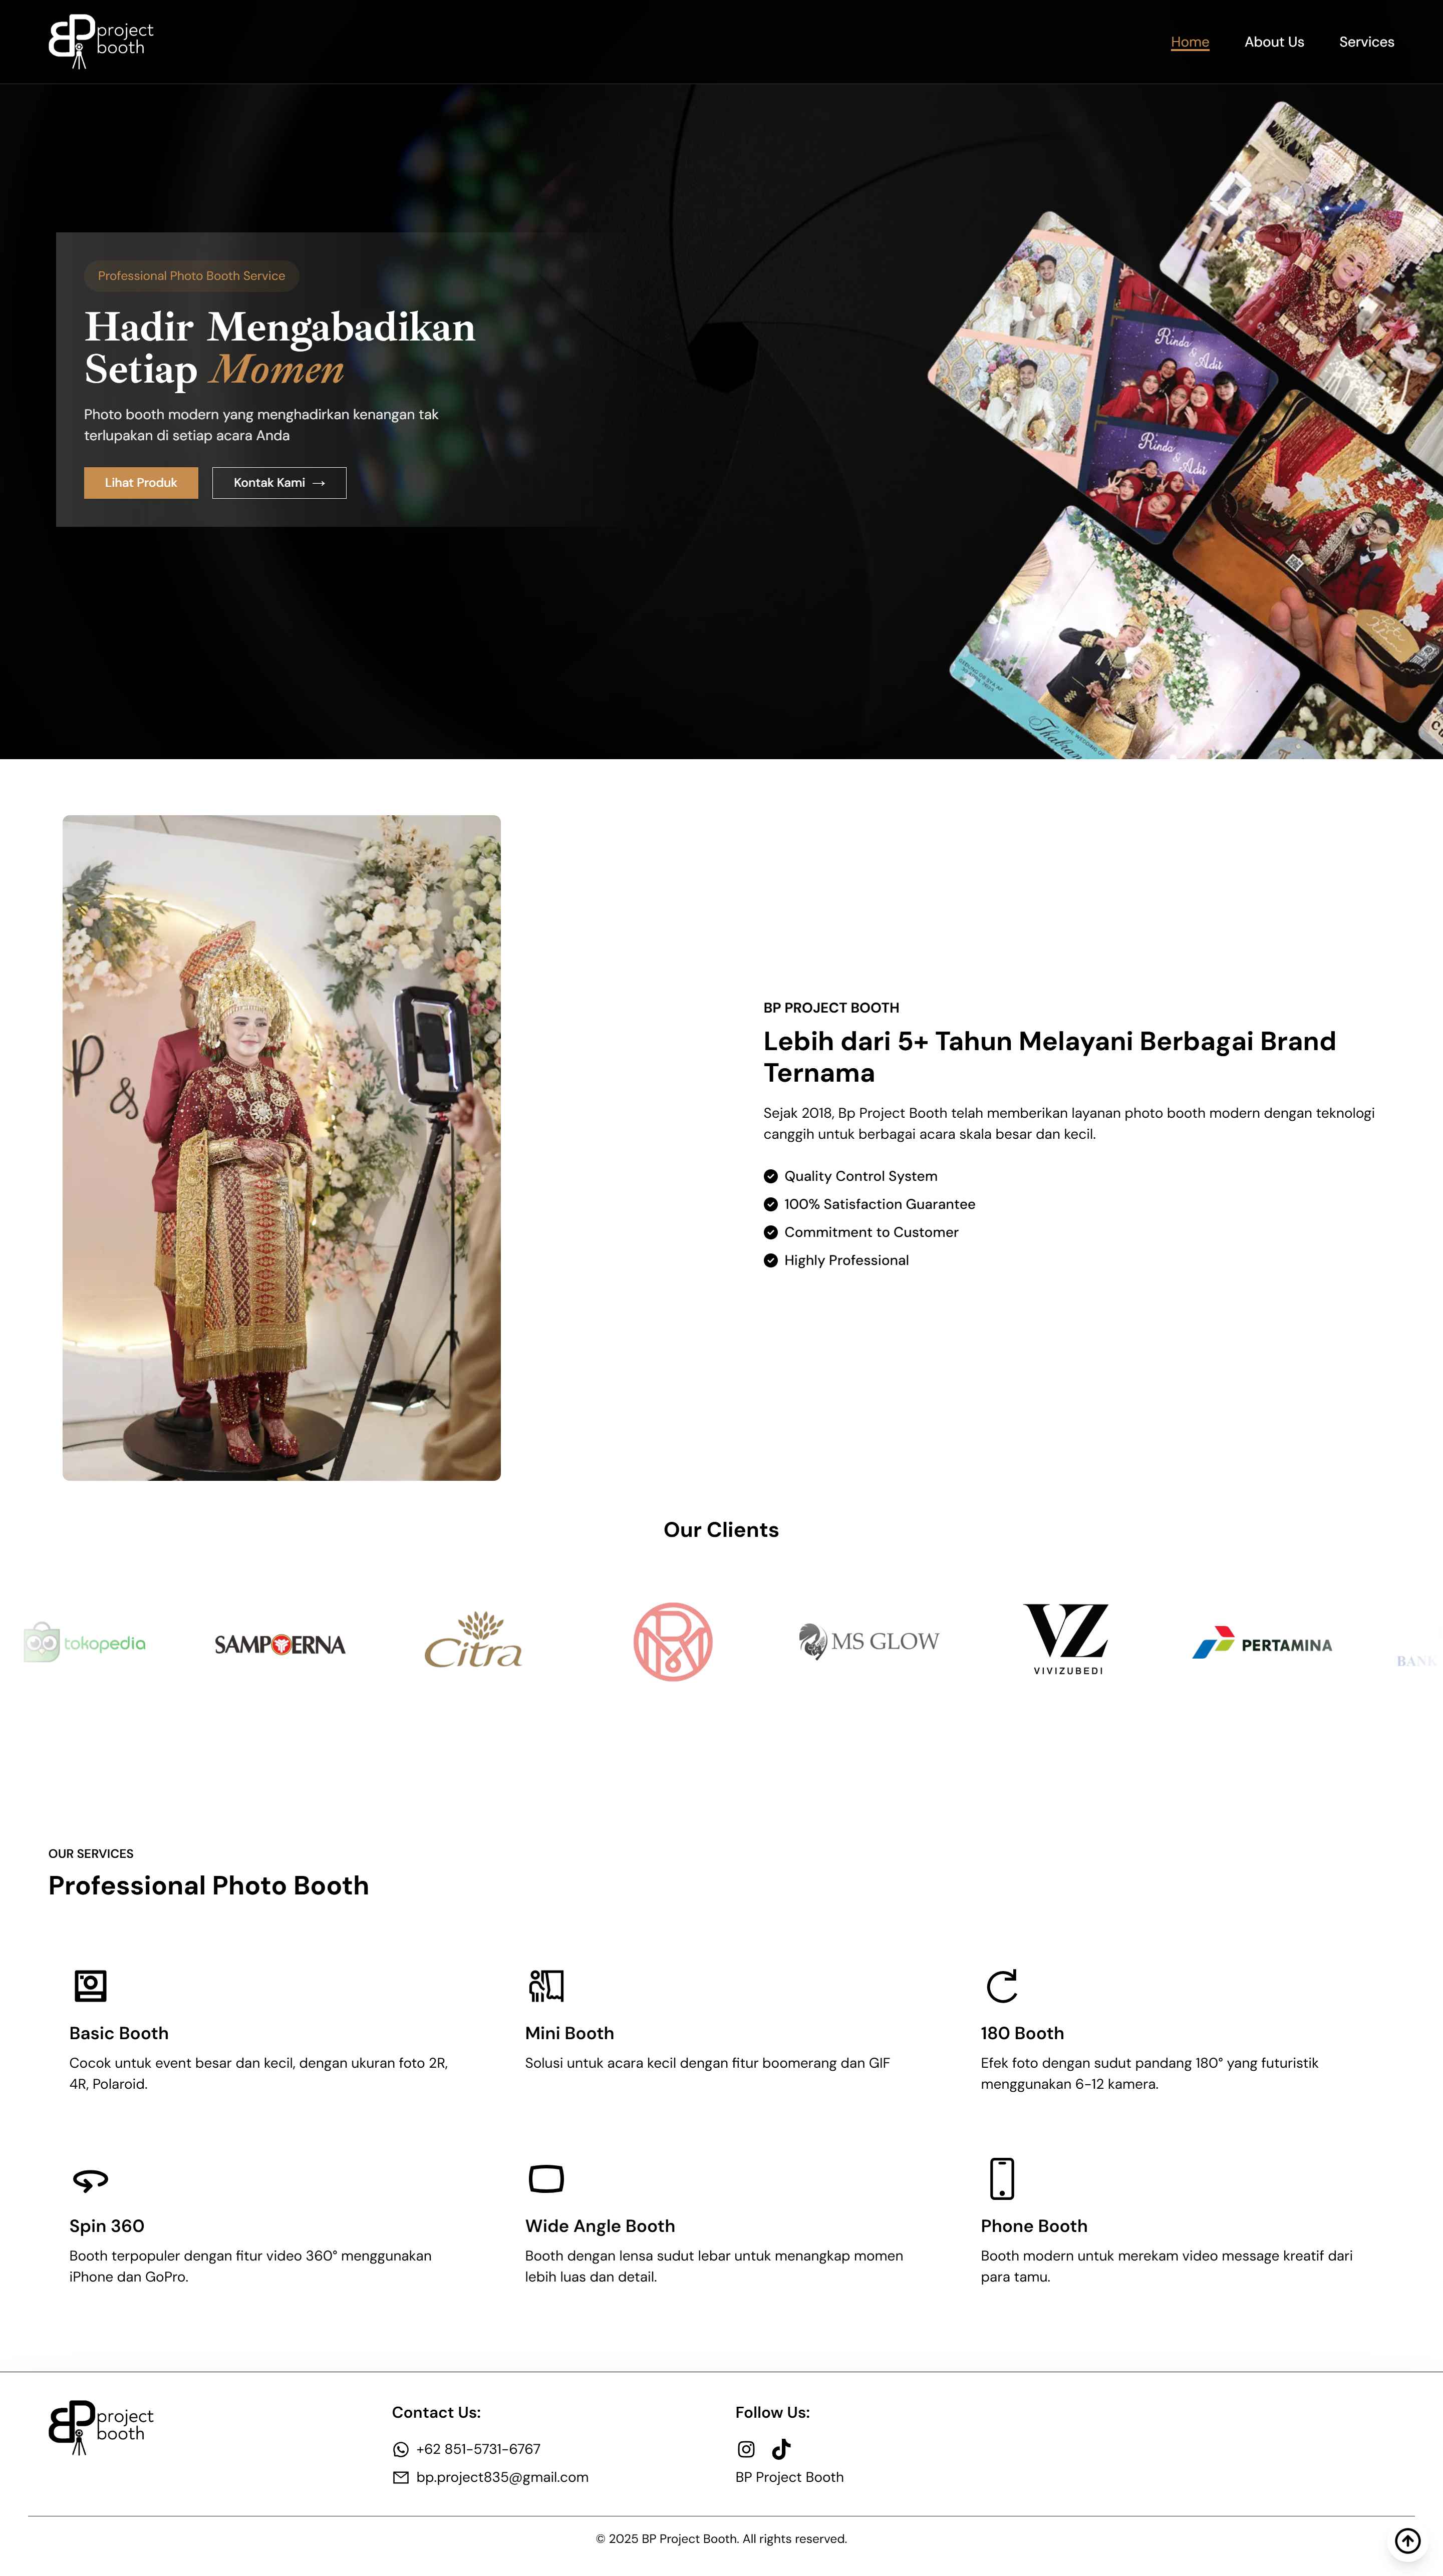 BP project
booth
Home
About Us
Services
Professional Photo Booth Service
Hadir Mengabadikan
Setiap Momen
Photo booth modern yang menghadirkan kenangan tak
terlupakan di setiap acara Anda
Lihat Produk
Kontak Kami →
Rinda
& Adit
Rinda
& Adit
THE WEDDING OF
P &
BP PROJECT BOOTH
Lebih dari 5+ Tahun Melayani Berbagai Brand
Ternama
Sejak 2018, Bp Project Booth telah memberikan layanan photo booth modern dengan teknologi
canggih untuk berbagai acara skala besar dan kecil.
Quality Control System
100% Satisfaction Guarantee
Commitment to Customer
Highly Professional
Our Clients
tokopedia
SAMPOERNA
Citra
MS GLOW
VZ
VIVIZUBEDI
PERTAMINA
BANK
OUR SERVICES
Professional Photo Booth
Basic Booth
Cocok untuk event besar dan kecil, dengan ukuran foto 2R,
4R, Polaroid.
Mini Booth
Solusi untuk acara kecil dengan fitur boomerang dan GIF
180 Booth
Efek foto dengan sudut pandang 180° yang futuristik
menggunakan 6-12 kamera.
Spin 360
Booth terpopuler dengan fitur video 360° menggunakan
iPhone dan GoPro.
Wide Angle Booth
Booth dengan lensa sudut lebar untuk menangkap momen
lebih luas dan detail.
Phone Booth
Booth modern untuk merekam video message kreatif dari
para tamu.
BP project
booth
Contact Us:
+62 851-5731-6767
bp.project835@gmail.com
Follow Us:
BP Project Booth
© 2025 BP Project Booth. All rights reserved.